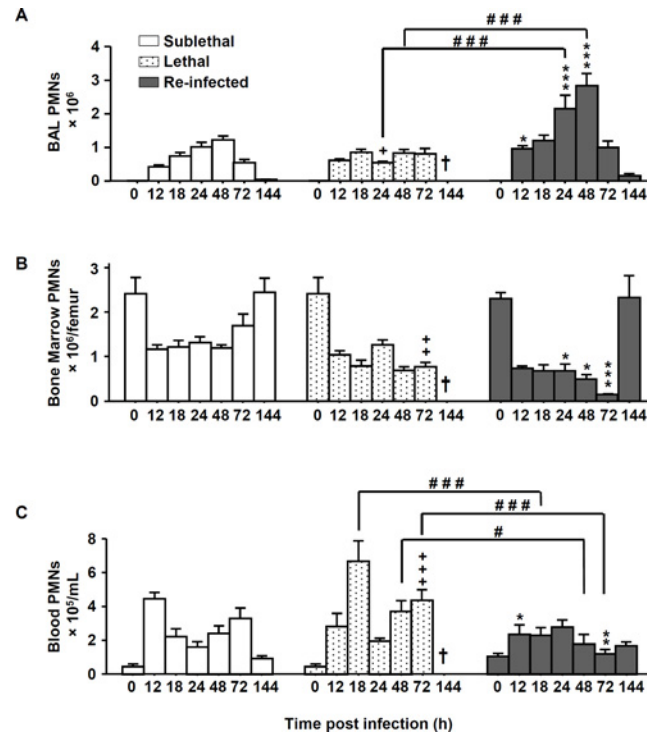 A
# # #
# # #
Sublethal
Lethal
Re-infected
BAL PMNs
× 10⁶
4
3
2
1
0
+
†
*
***
***
0 12 18 24 48 72 144
0 12 18 24 48 72 144
0 12 18 24 48 72 144
B
Bone Marrow PMNs
× 10⁶/femur
3
2
1
0
++
†
*
*
***
0 12 18 24 48 72 144
0 12 18 24 48 72 144
0 12 18 24 48 72 144
C
# # #
# # #
#
Blood PMNs
× 10⁵/mL
8
6
4
2
0
+++
†
*
**
0 12 18 24 48 72 144
0 12 18 24 48 72 144
0 12 18 24 48 72 144
Time post infection (h)